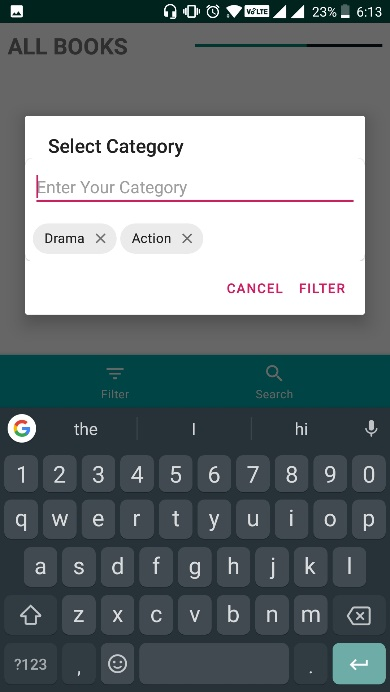 VoLTE 23% 6:13
ALL BOOKS
Select Category
Enter Your Category
Drama Action
CANCEL FILTER
Filter Search
G the I hi
1 2 3 4 5 6 7 8 9 0
q w e r t y u i o p
a s d f g h j k l
z x c v b n m
?123 , .